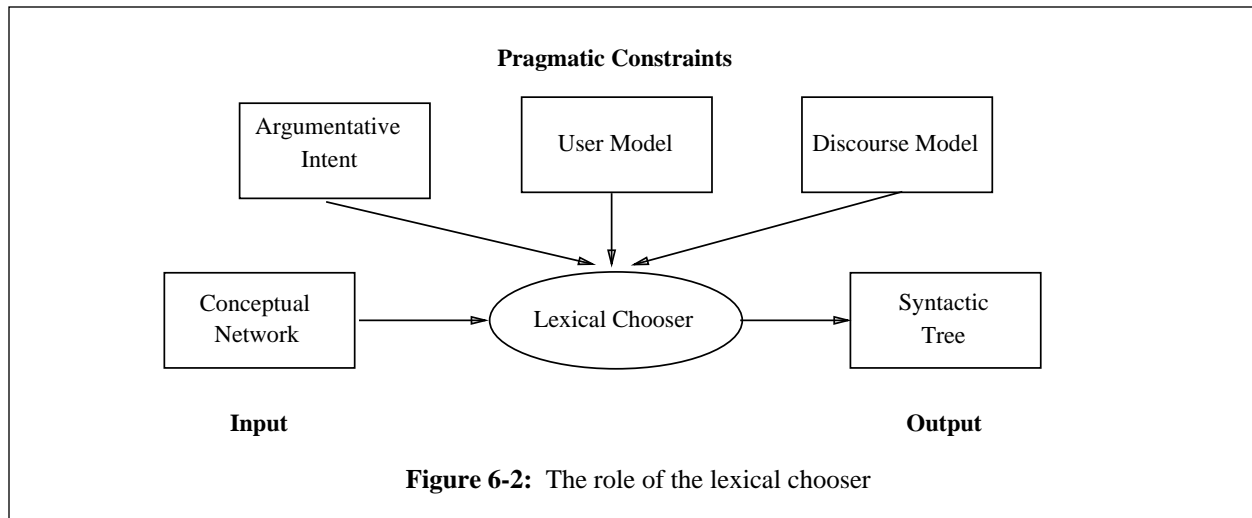 Pragmatic Constraints
Argumentative
Intent
User Model
Discourse Model
Conceptual
Network
Lexical Chooser
Syntactic
Tree
Input
Output
Figure 6-2: The role of the lexical chooser